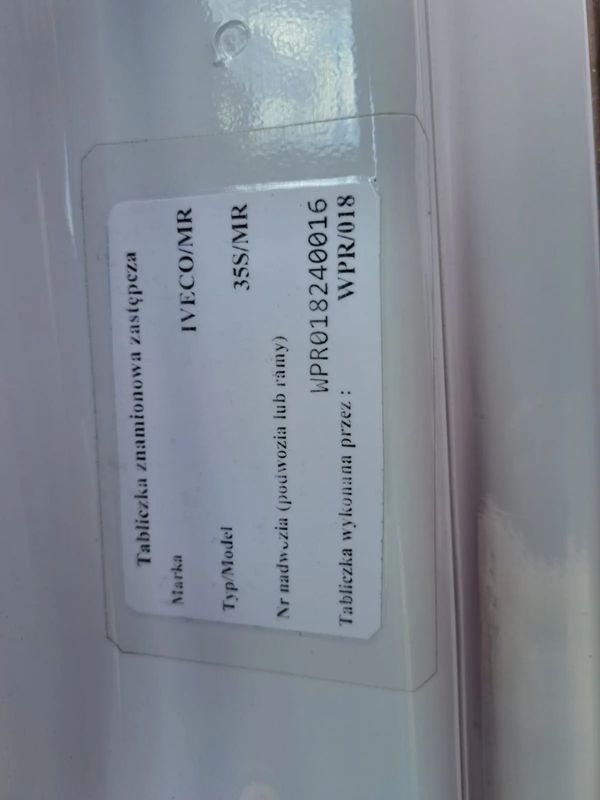 Tabliczka znamionowa zastępcza
Marka IVECO/MR
Typ/Model 35S/MR
Nr nadwozia (podwozia lub ramy)
WPR018240016
Tabliczka wykonana przez : WPR/018